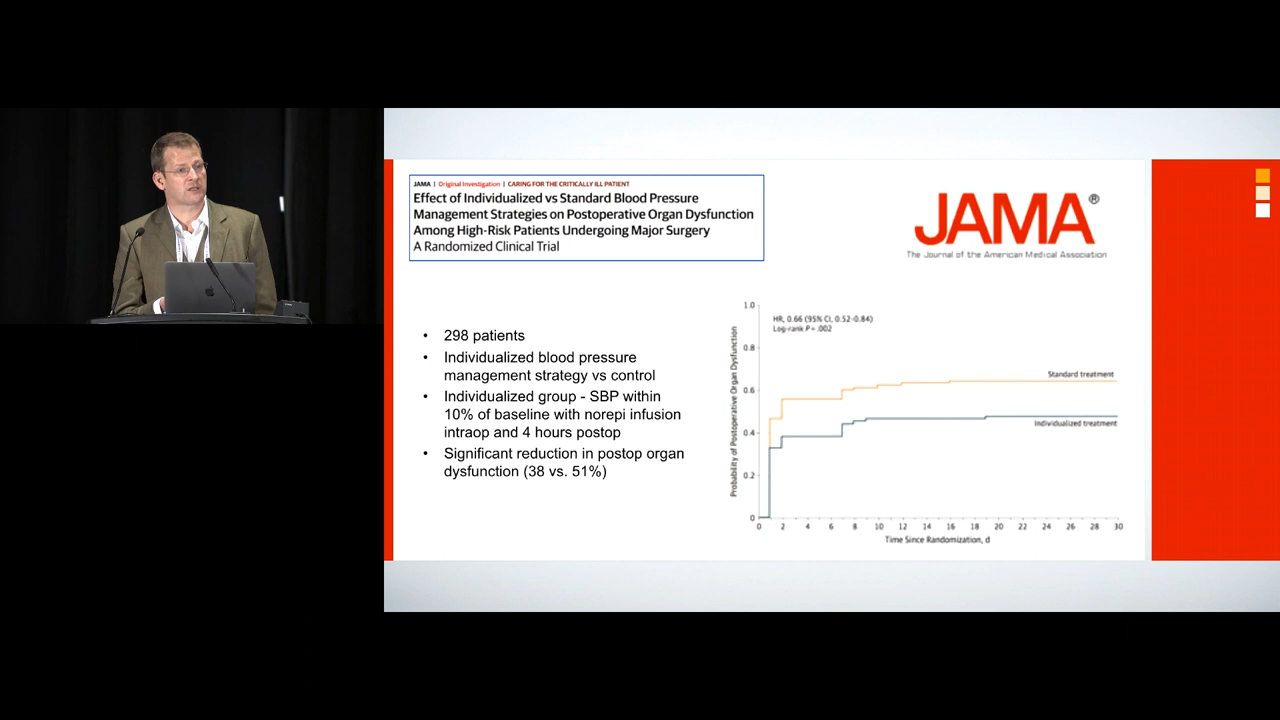 JAMA | Original Investigation | CARING FOR THE CRITICALLY ILL PATIENT
Effect of Individualized vs Standard Blood Pressure
Management Strategies on Postoperative Organ Dysfunction
Among High-Risk Patients Undergoing Major Surgery
A Randomized Clinical Trial
JAMA®
The Journal of the American Medical Association
• 298 patients
• Individualized blood pressure
management strategy vs control
• Individualized group - SBP within
10% of baseline with norepi infusion
intraop and 4 hours postop
• Significant reduction in postop organ
dysfunction (38 vs. 51%)
Probability of Postoperative Organ Dysfunction
1.0
0.8
0.6
0.4
0.2
0
HR, 0.66 (95% CI, 0.52-0.84)
Log-rank P = .002
Standard treatment
Individualized treatment
0 2 4 6 8 10 12 14 16 18 20 22 24 26 28 30
Time Since Randomization, d